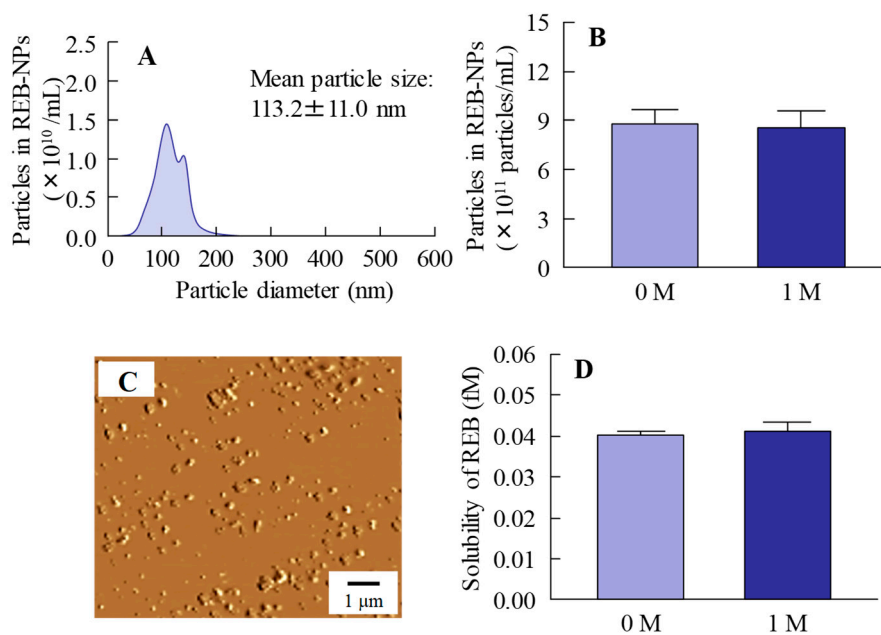 A
Particles in REB-NPs
(×10¹⁰ /mL)
2.5
2.0
1.5
1.0
0.5
0.0
Mean particle size:
113.2±11.0 nm
0 100 200 300 400 500 600
Particle diameter (nm)
B
Particles in REB-NPs
(×10¹¹ particles/mL)
15
12
9
6
3
0
0 M 1 M
C
1 μm
D
Solubility of REB (fM)
0.06
0.05
0.04
0.03
0.02
0.01
0.00
0 M 1 M